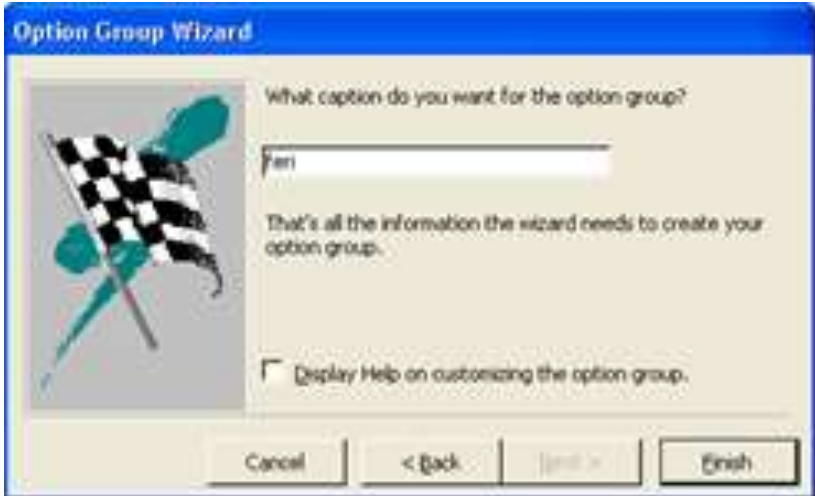 Option Group Wizard
What caption do you want for the option group?
That's all the information the wizard needs to create your
option group.
Display Help on customizing the option group.
Cancel
< Back
Next >
Finish